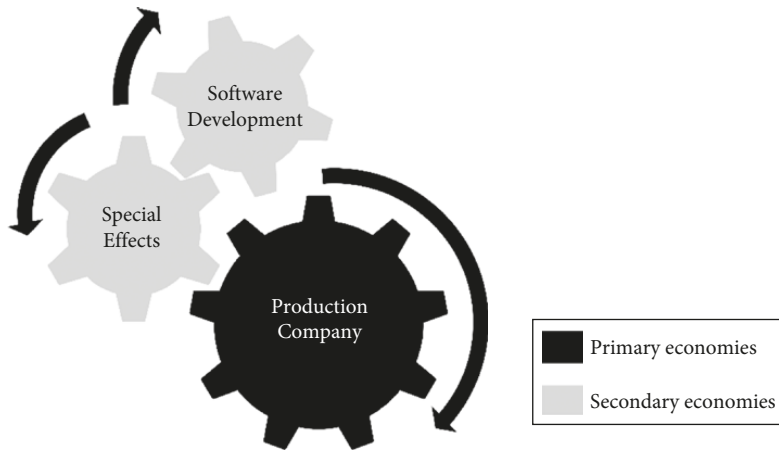 Software
Development
Special
Effects
Production
Company
Primary economies
Secondary economies